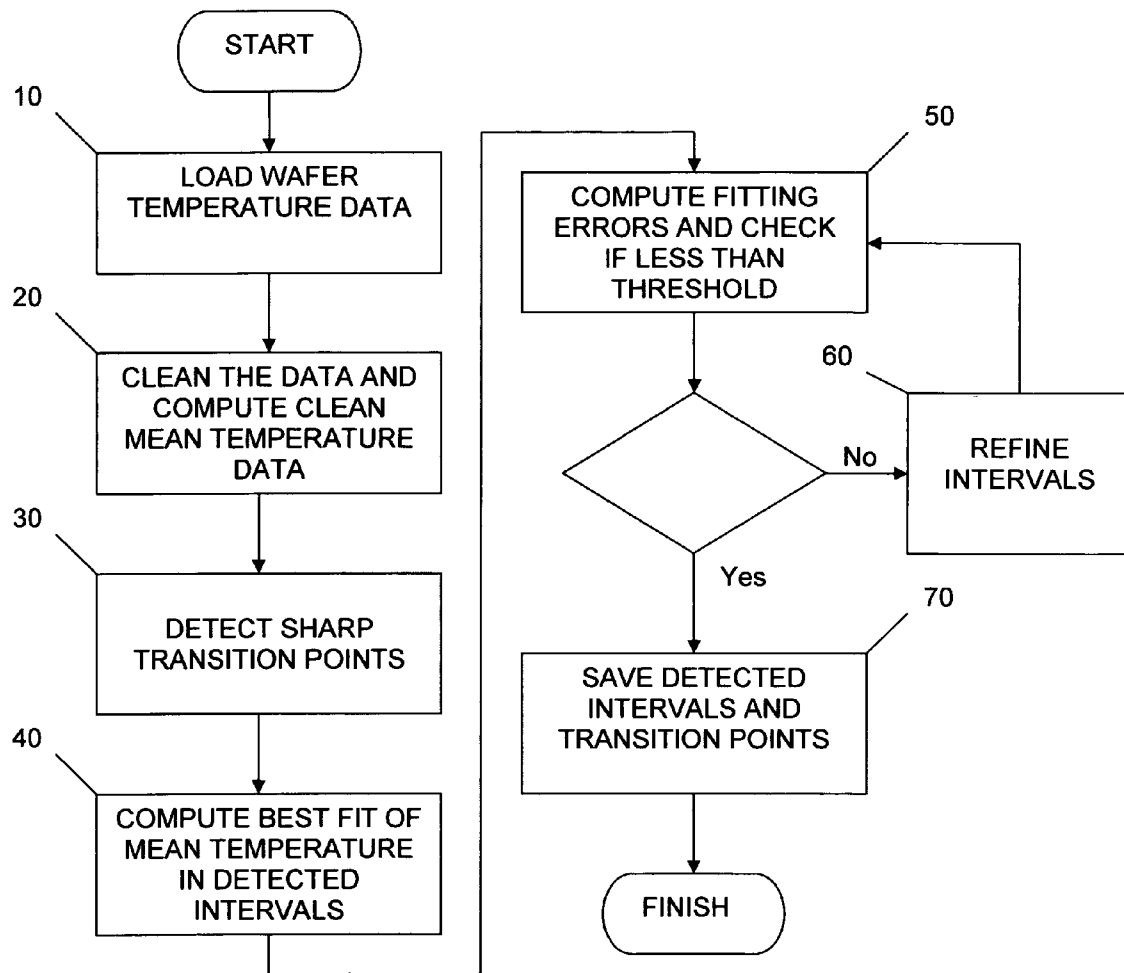 START
10
LOAD WAFER
TEMPERATURE DATA
20
CLEAN THE DATA AND
COMPUTE CLEAN
MEAN TEMPERATURE
DATA
30
DETECT SHARP
TRANSITION POINTS
40
COMPUTE BEST FIT OF
MEAN TEMPERATURE
IN DETECTED
INTERVALS
50
COMPUTE FITTING
ERRORS AND CHECK
IF LESS THAN
THRESHOLD
60
No
REFINE
INTERVALS
Yes
70
SAVE DETECTED
INTERVALS AND
TRANSITION POINTS
FINISH